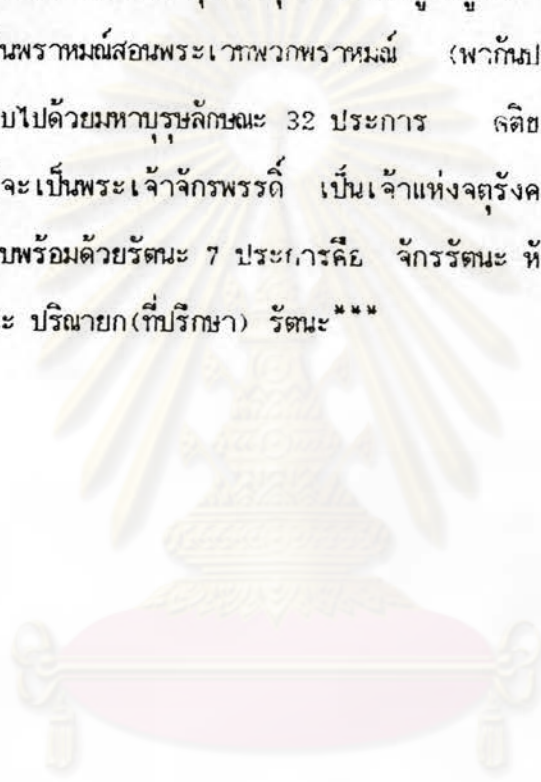 นพราหมณ์สอนพระเวทพวกพราหมณ์ (พากันป
บไปด้วยมหาบุรุษลักษณะ 32 ประการ คติย
จะเป็นพระเจ้าจักรพรรดิ์ เป็นเจ้าแห่งจตุรังค
บพร้อมด้วยรัตนะ 7 ประการคือ จักรรัตนะ หั
ะ ปริณายก(ที่ปรึกษา) รัตนะ***